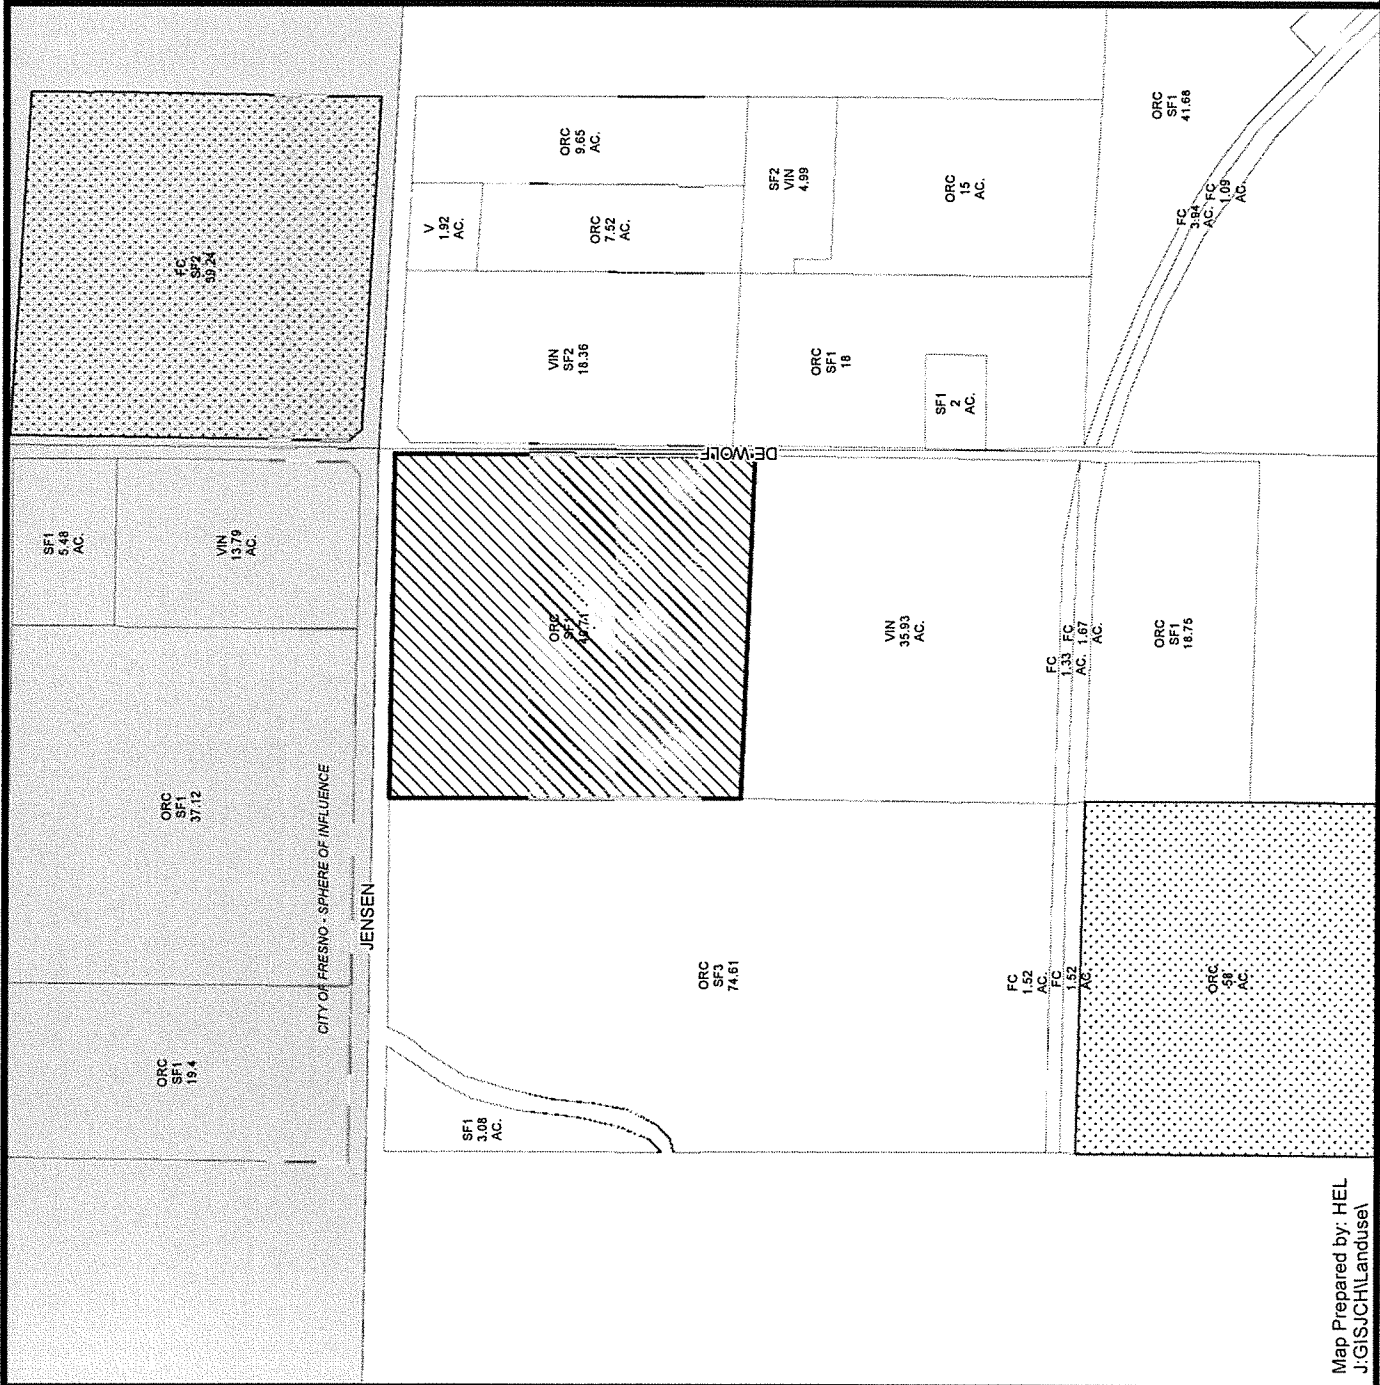 FC
SF2
39.24
ORC
9.65
AC.
V
1.92
AC.
ORC
7.52
AC.
SF2
VIN
4.99
ORC
15
AC.
ORC
SF1
41.68
FC
3.94
AC.
FC
1.09
AC.
VIN
SF2
18.36
ORC
SF1
18
SF1
2
AC.
DE WOLF
SF1
5.48
AC.
VIN
13.79
AC.
ORC
SF1
VIN
35.93
AC.
FC
1.33
AC.
FC
1.67
AC.
ORC
SF1
18.75
ORC
SF1
37.12
CITY OF FRESNO - SPHERE OF INFLUENCE
JENSEN
ORC
SF1
19.4
ORC
SF3
74.61
FC
1.52
AC.
FC
1.52
AC.
ORC
58
AC.
SF1
3.08
AC.
Map Prepared by: HEL
J:GISJCH\Landuse\